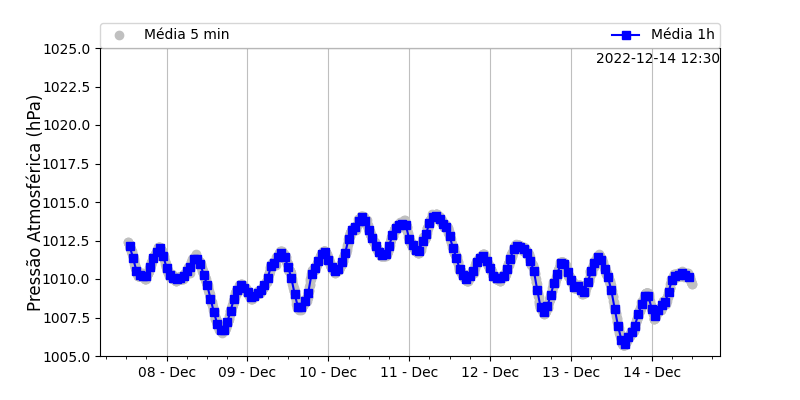 Média 5 min
Média 1h
2022-12-14 12:30
Pressão Atmosférica (hPa)
1025.0
1022.5
1020.0
1017.5
1015.0
1012.5
1010.0
1007.5
1005.0
08 - Dec
09 - Dec
10 - Dec
11 - Dec
12 - Dec
13 - Dec
14 - Dec